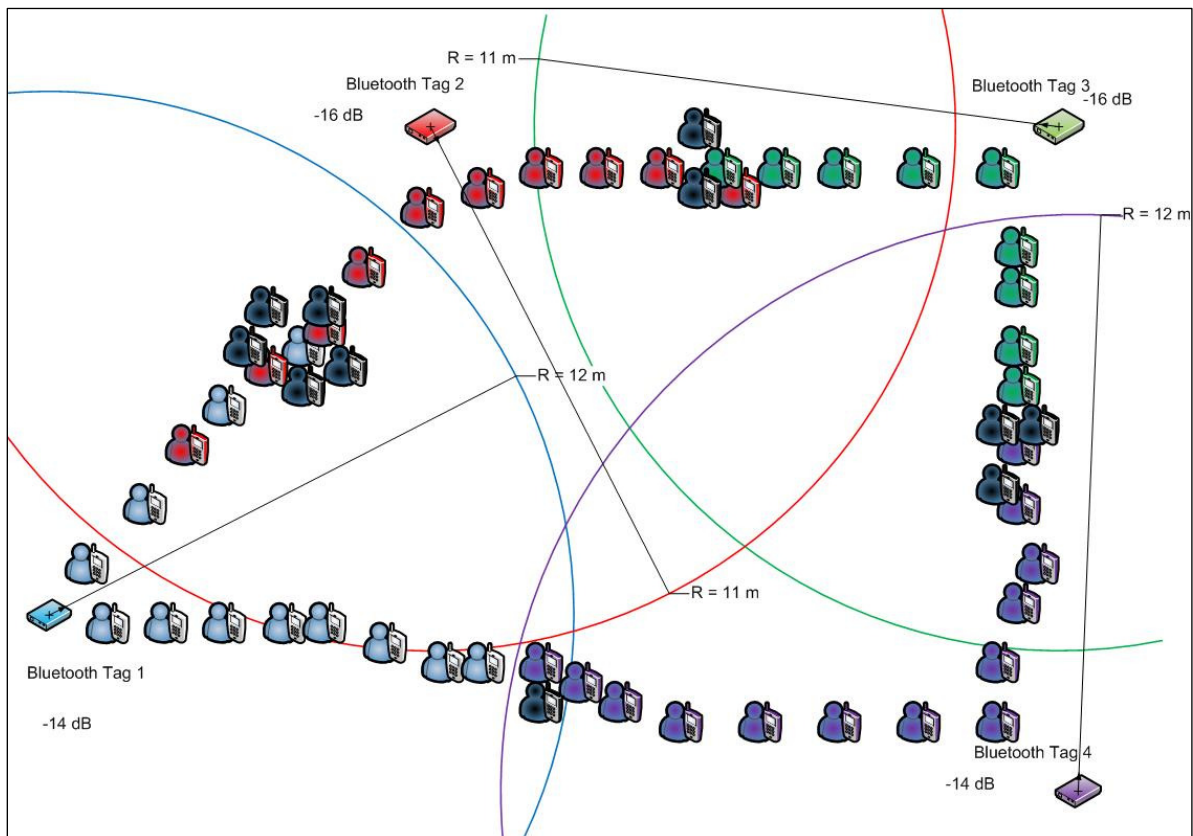 R = 11 m
Bluetooth Tag 2
Bluetooth Tag 3
-16 dB
-16 dB
R = 12 m
R = 12 m
R = 11 m
Bluetooth Tag 1
-14 dB
Bluetooth Tag 4
-14 dB